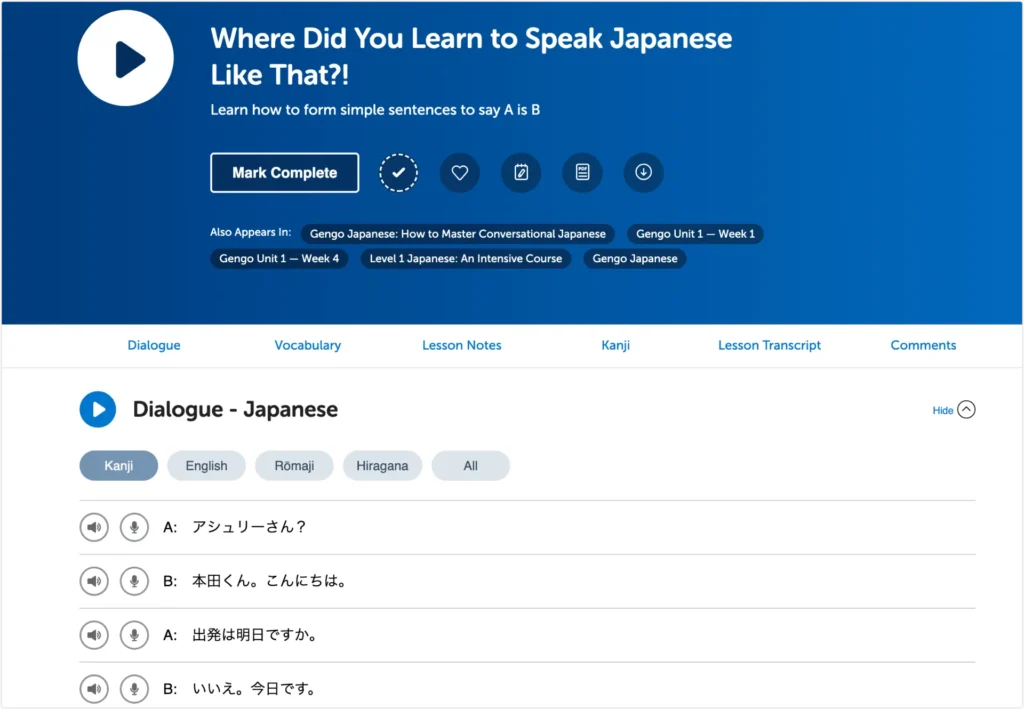 Where Did You Learn to Speak Japanese
Like That?!
Learn how to form simple sentences to say A is B
Mark Complete
PDF
Also Appears In: Gengo Japanese: How to Master Conversational Japanese Gengo Unit 1 — Week 1
Gengo Unit 1 — Week 4 Level 1 Japanese: An Intensive Course Gengo Japanese
Dialogue Vocabulary Lesson Notes Kanji Lesson Transcript Comments
Dialogue - Japanese Hide
Kanji English Rōmaji Hiragana All
A: アシュリーさん？
B: 本田くん。こんにちは。
A: 出発は明日ですか。
B: いいえ。今日です。